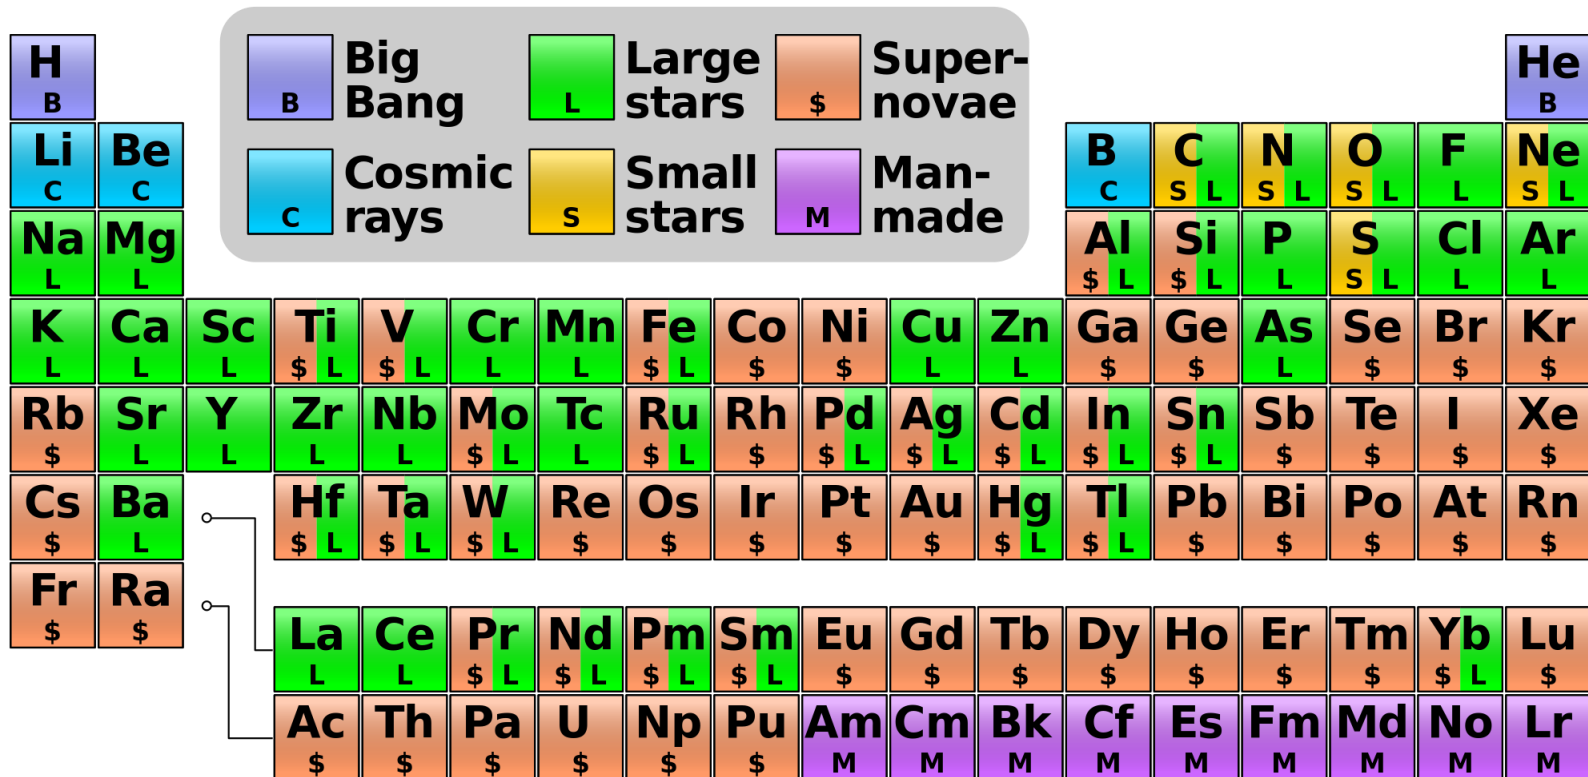 H Big Large Super- He
B B Bang L stars $ novae B
Li Be Cosmic Small Man- B C N O F Ne
C C C rays S stars M made C S L S L S L L S L
Na Mg Al Si P S Cl Ar
L L $ L $ L L S L L L
K Ca Sc Ti V Cr Mn Fe Co Ni Cu Zn Ga Ge As Se Br Kr
L L L $ L $ L L L $ L $ $ L L $ $ L $ $ $
Rb Sr Y Zr Nb Mo Tc Ru Rh Pd Ag Cd In Sn Sb Te I Xe
$ L L L L $ L L $ L $ $ L $ L $ L $ L $ L $ $ $ $
Cs Ba Hf Ta W Re Os Ir Pt Au Hg Tl Pb Bi Po At Rn
$ L $ L $ L $ L $ $ $ $ $ $ L $ L $ $ $ $ $
Fr Ra
$ $
La Ce Pr Nd Pm Sm Eu Gd Tb Dy Ho Er Tm Yb Lu
L L $ L $ L $ L $ L $ $ $ $ $ $ $ $ L $
Ac Th Pa U Np Pu Am Cm Bk Cf Es Fm Md No Lr
$ $ $ $ $ $ M M M M M M M M M